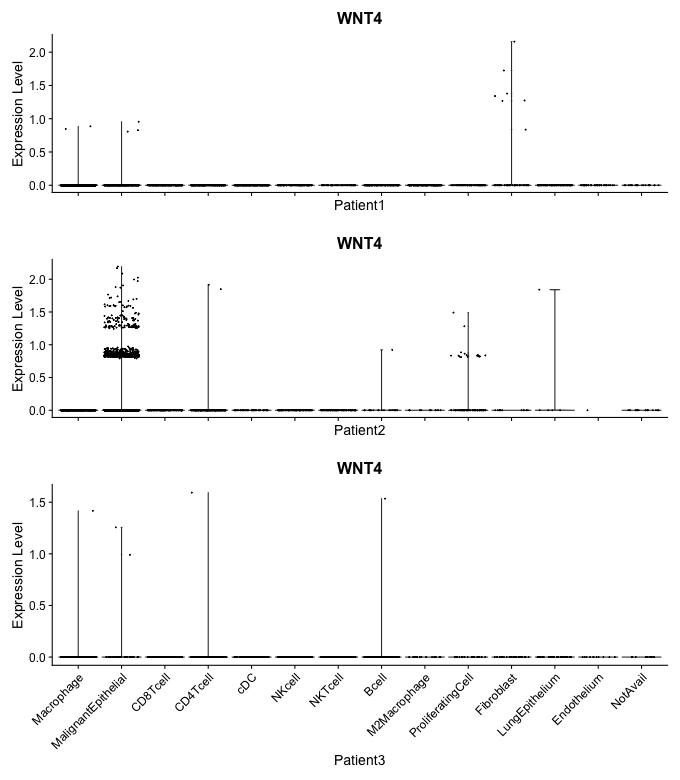 WNT4
Expression Level
2.0
1.5
1.0
0.5
0.0
Patient1
WNT4
Expression Level
2.0
1.5
1.0
0.5
0.0
Patient2
WNT4
Expression Level
1.5
1.0
0.5
0.0
Macrophage
MalignantEpithelial
CD8Tcell
CD4Tcell
cDC
NKcell
NKTcell
Bcell
M2Macrophage
ProliferatingCell
Fibroblast
LungEpithelium
Endothelium
NotAvail
Patient3